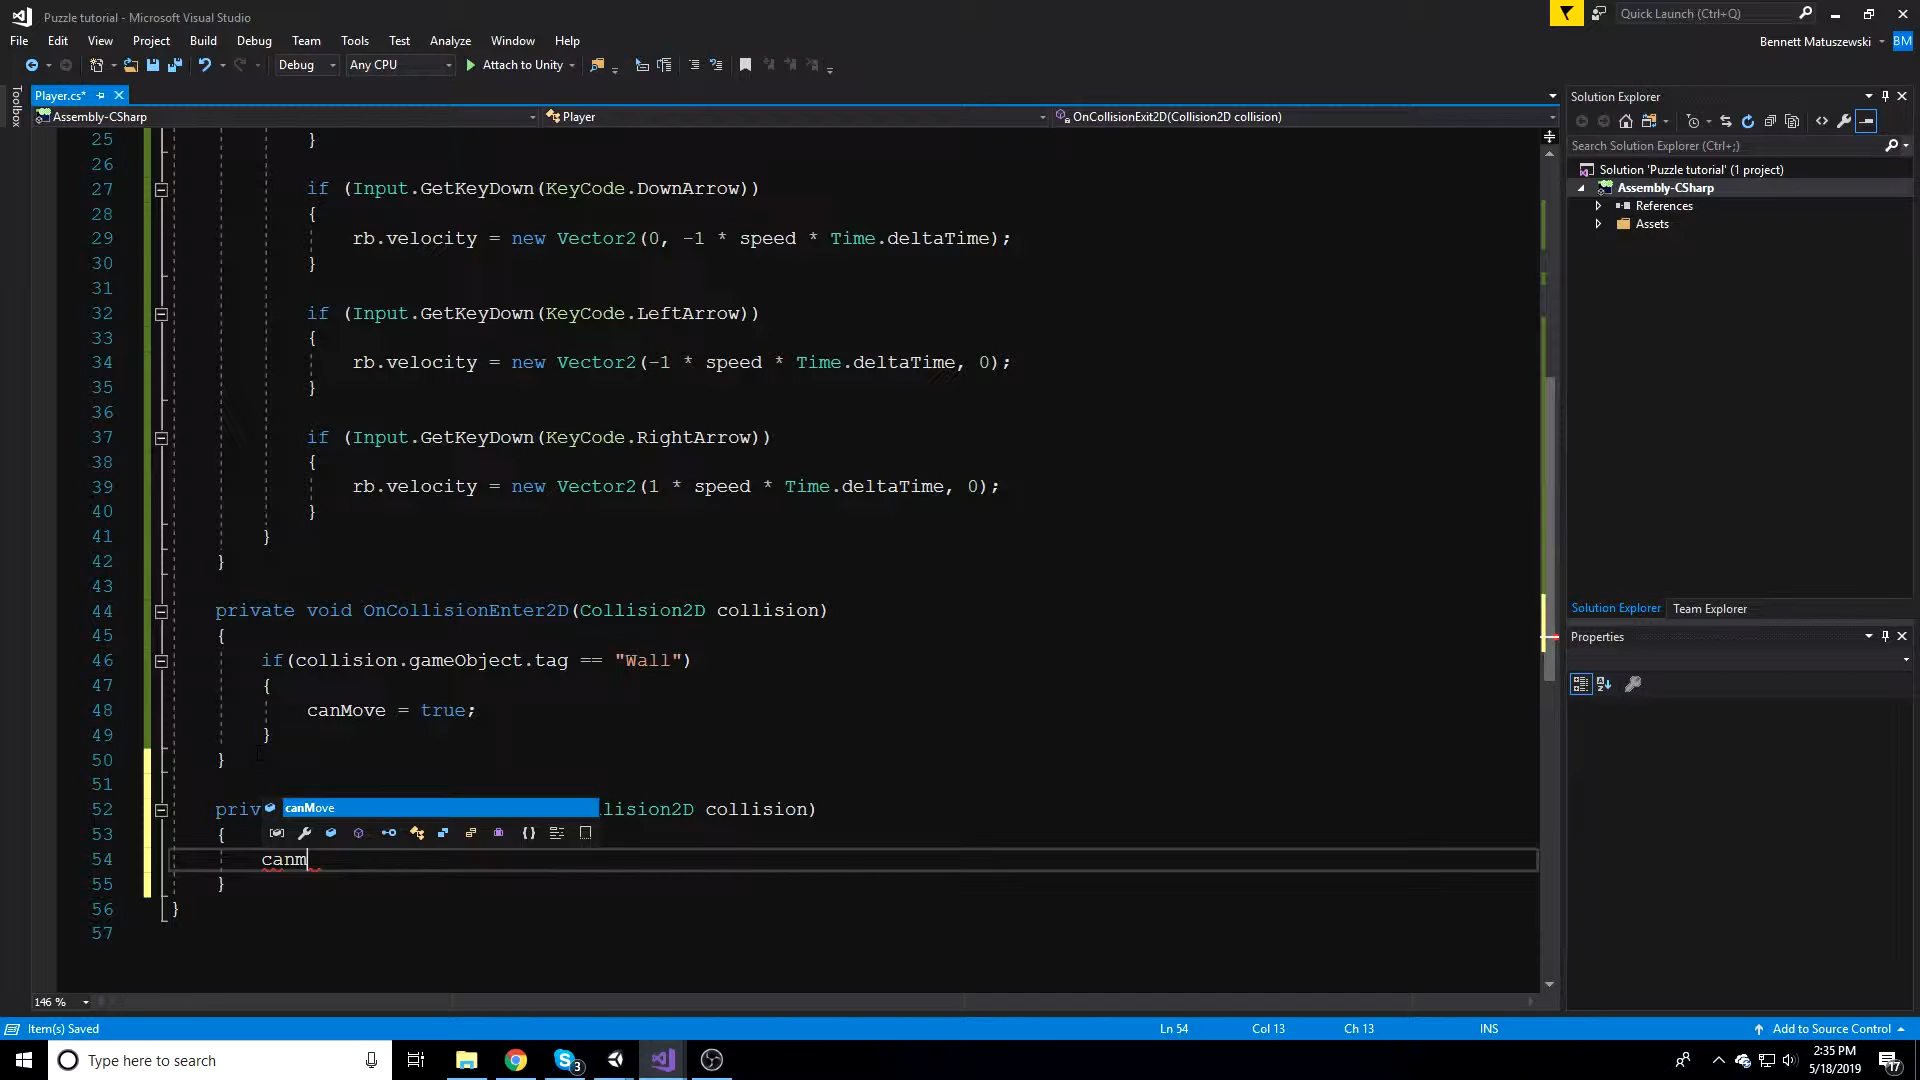 Puzzle tutorial - Microsoft Visual Studio
Quick Launch (Ctrl+Q)
File Edit View Project Build Debug Team Tools Test Analyze Window Help
Bennett Matuszewski BM
Debug Any CPU Attach to Unity
Toolbox
Player.cs*
Assembly-CSharp Player OnCollisionExit2D(Collision2D collision)
25 }
26
27 if (Input.GetKeyDown(KeyCode.DownArrow))
28 {
29 rb.velocity = new Vector2(0, -1 * speed * Time.deltaTime);
30 }
31
32 if (Input.GetKeyDown(KeyCode.LeftArrow))
33 {
34 rb.velocity = new Vector2(-1 * speed * Time.deltaTime, 0);
35 }
36
37 if (Input.GetKeyDown(KeyCode.RightArrow))
38 {
39 rb.velocity = new Vector2(1 * speed * Time.deltaTime, 0);
40 }
41 }
42 }
43
44 private void OnCollisionEnter2D(Collision2D collision)
45 {
46 if(collision.gameObject.tag == "Wall")
47 {
48 canMove = true;
49 }
50 }
51
52 priv canMove lision2D collision)
53 { { }
54 canm
55 }
56 }
57
146 %
Solution Explorer
Search Solution Explorer (Ctrl+;)
Solution 'Puzzle tutorial' (1 project)
Assembly-CSharp
References
Assets
Solution Explorer Team Explorer
Properties
Item(s) Saved Ln 54 Col 13 Ch 13 INS Add to Source Control
Type here to search
3
2:35 PM
5/18/2019
17